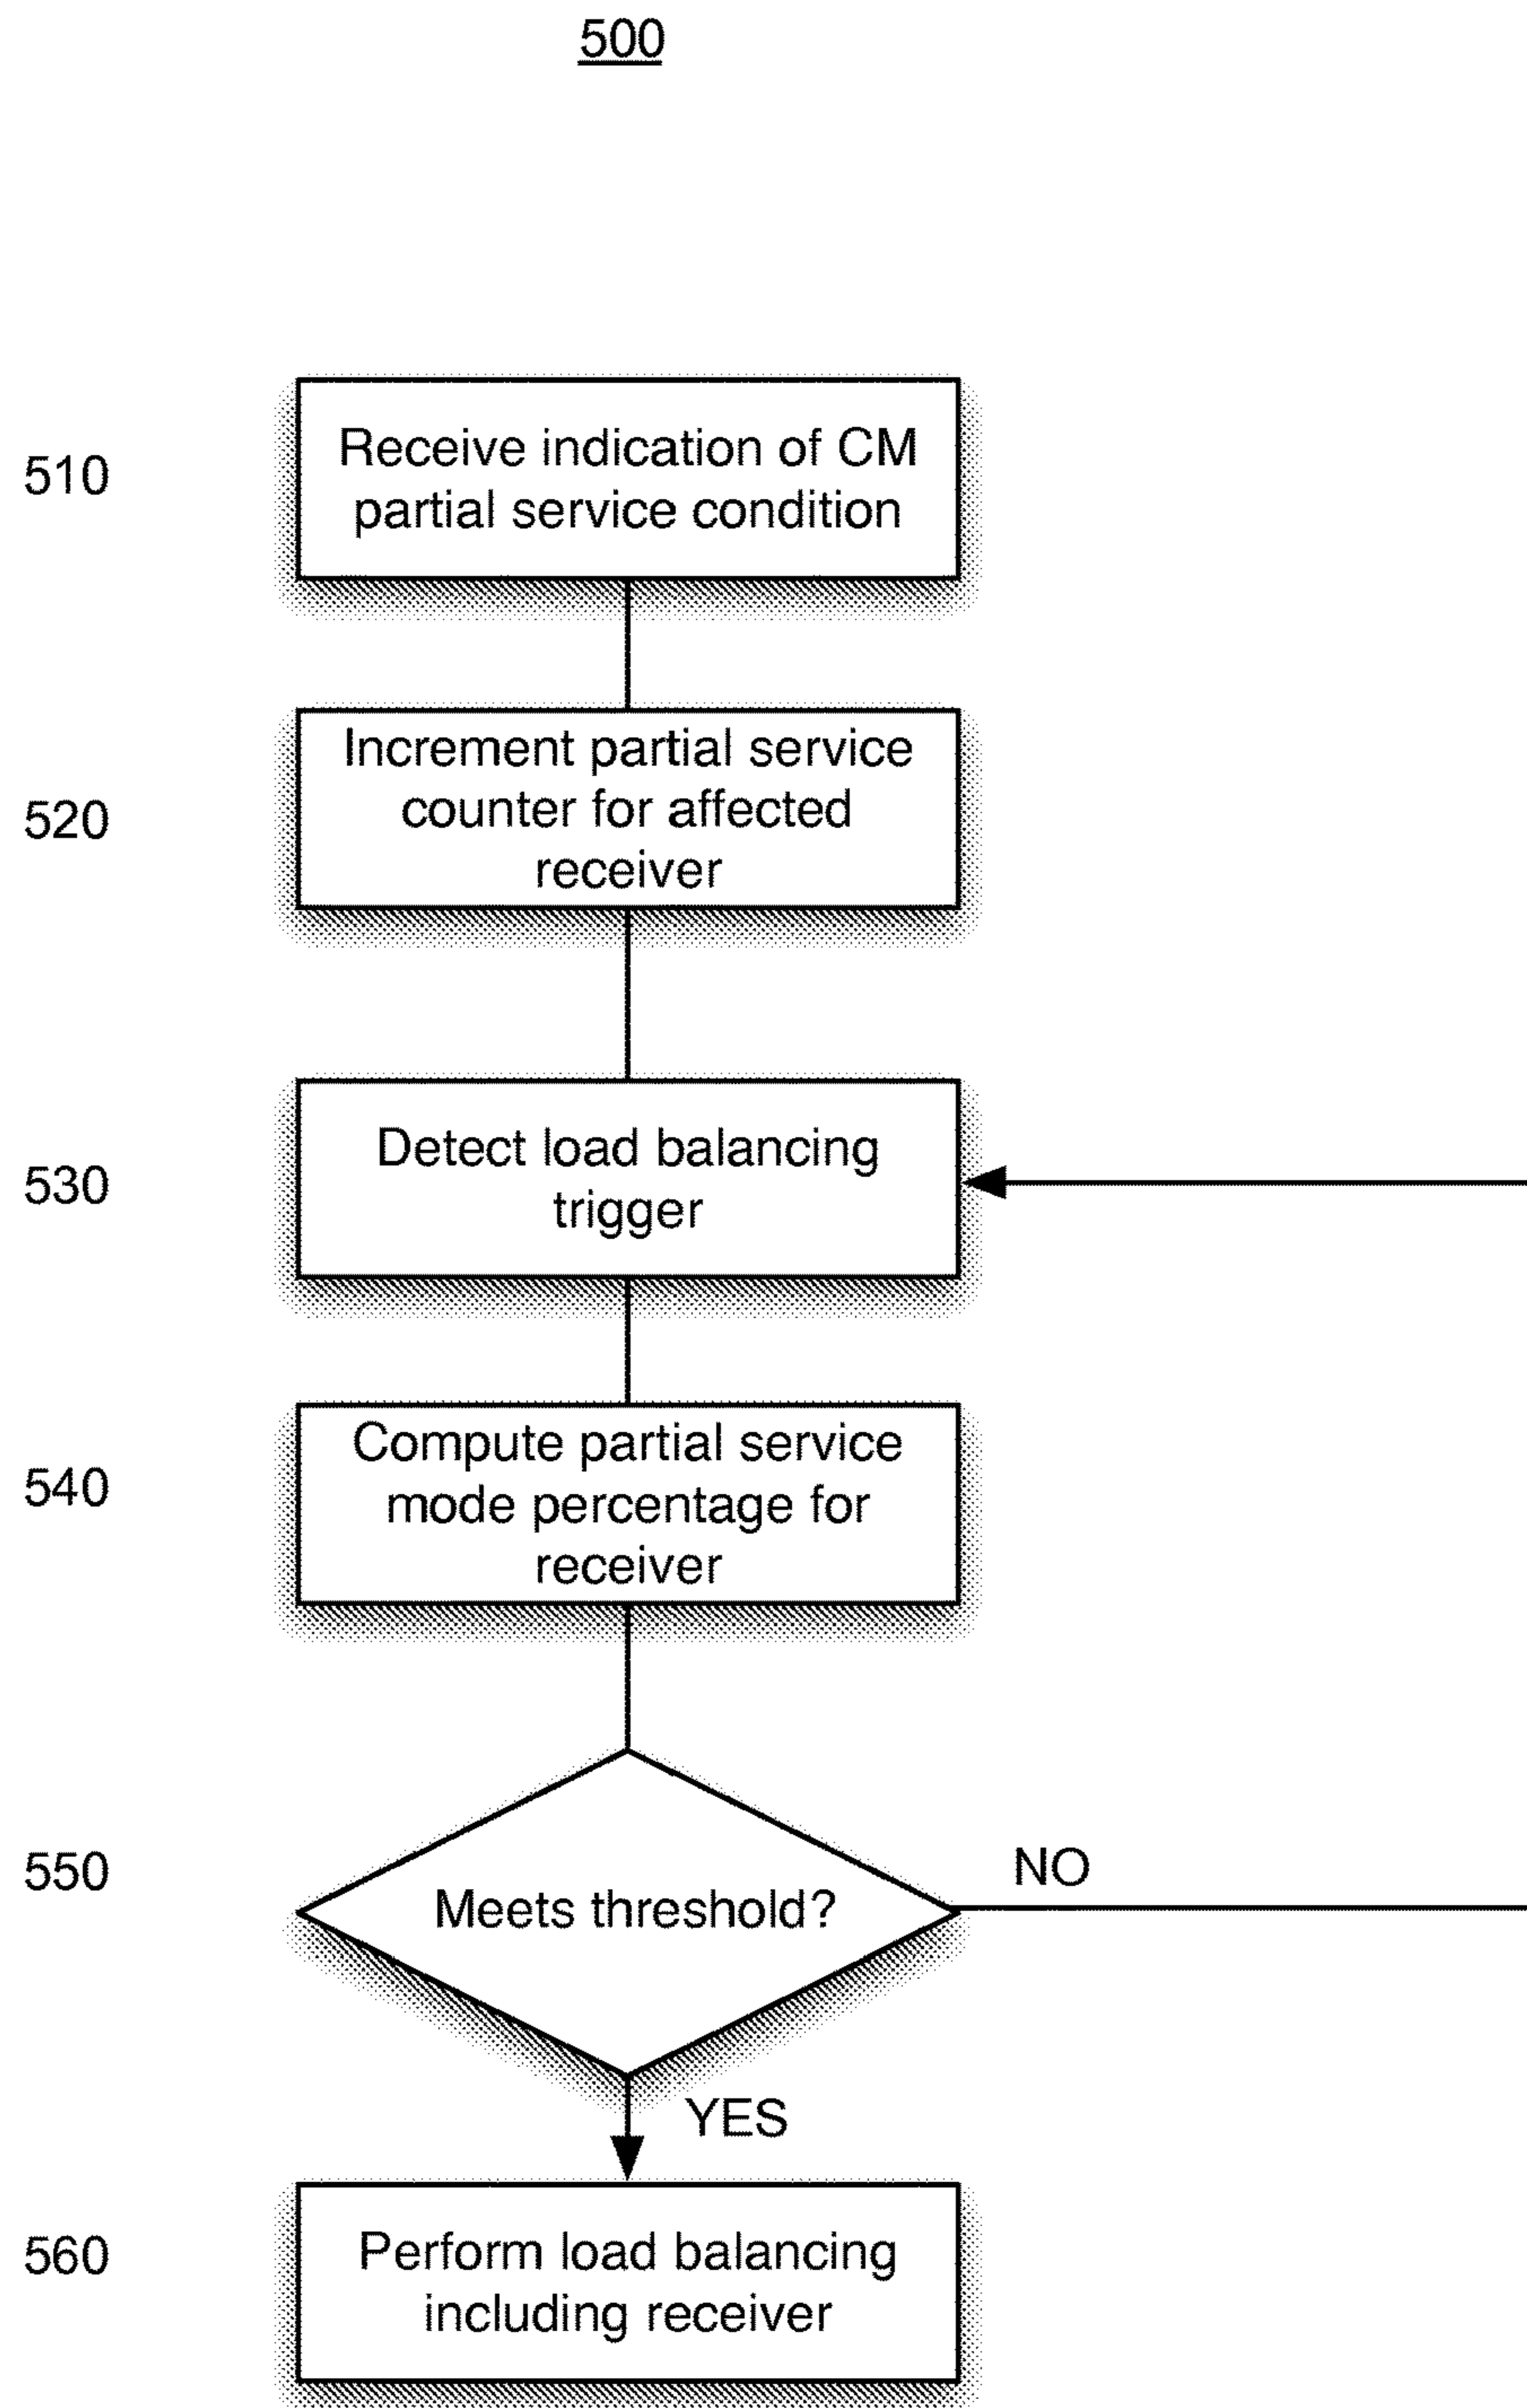 500
510
Receive indication of CM
partial service condition
520
Increment partial service
counter for affected
receiver
530
Detect load balancing
trigger
540
Compute partial service
mode percentage for
receiver
550
Meets threshold?
NO
YES
560
Perform load balancing
including receiver